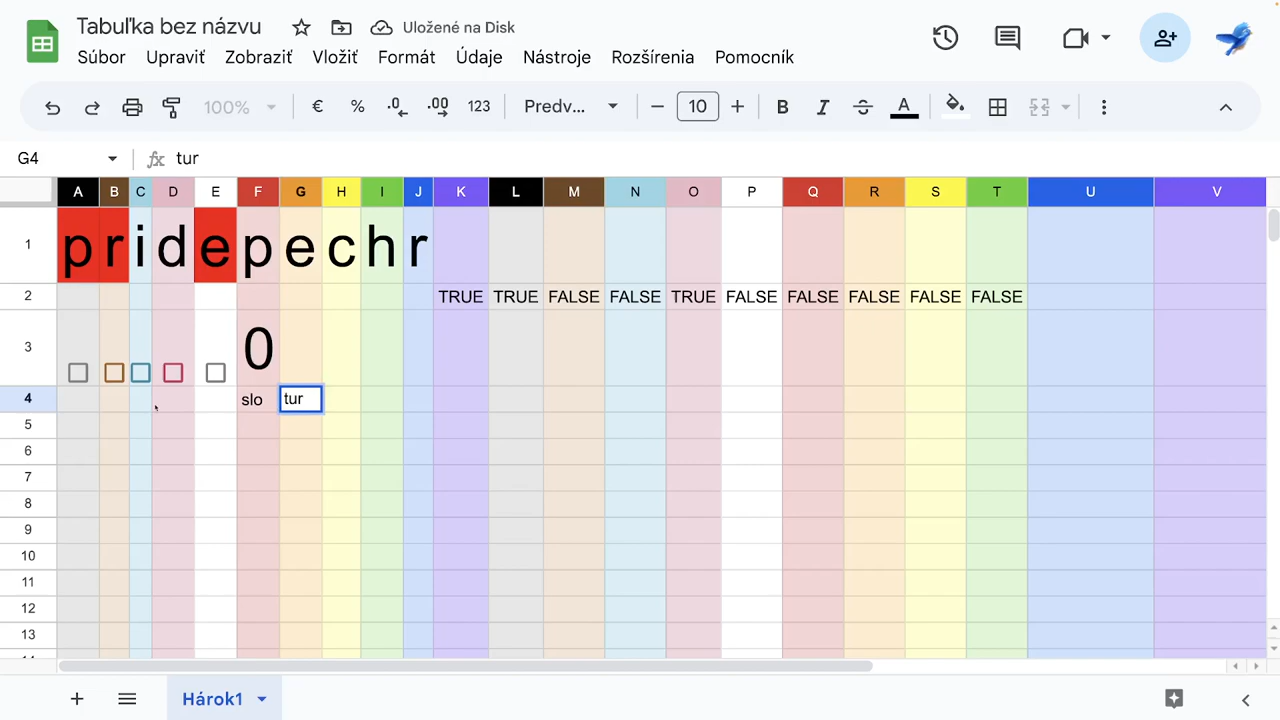 Tabuľka bez názvu
Uložené na Disk
Súbor Upraviť Zobraziť Vložiť Formát Údaje Nástroje Rozšírenia Pomocník
100% € % .0 .00 123 Predv... − 10 + B I A
G4 fx tur
A B C D E F G H I J K L M N O P Q R S T U V
1 p r i d e p e c h r
2 TRUE TRUE FALSE FALSE TRUE FALSE FALSE FALSE FALSE FALSE
3 0
4 slo tur
5
6
7
8
9
10
11
12
13
+ Hárok1